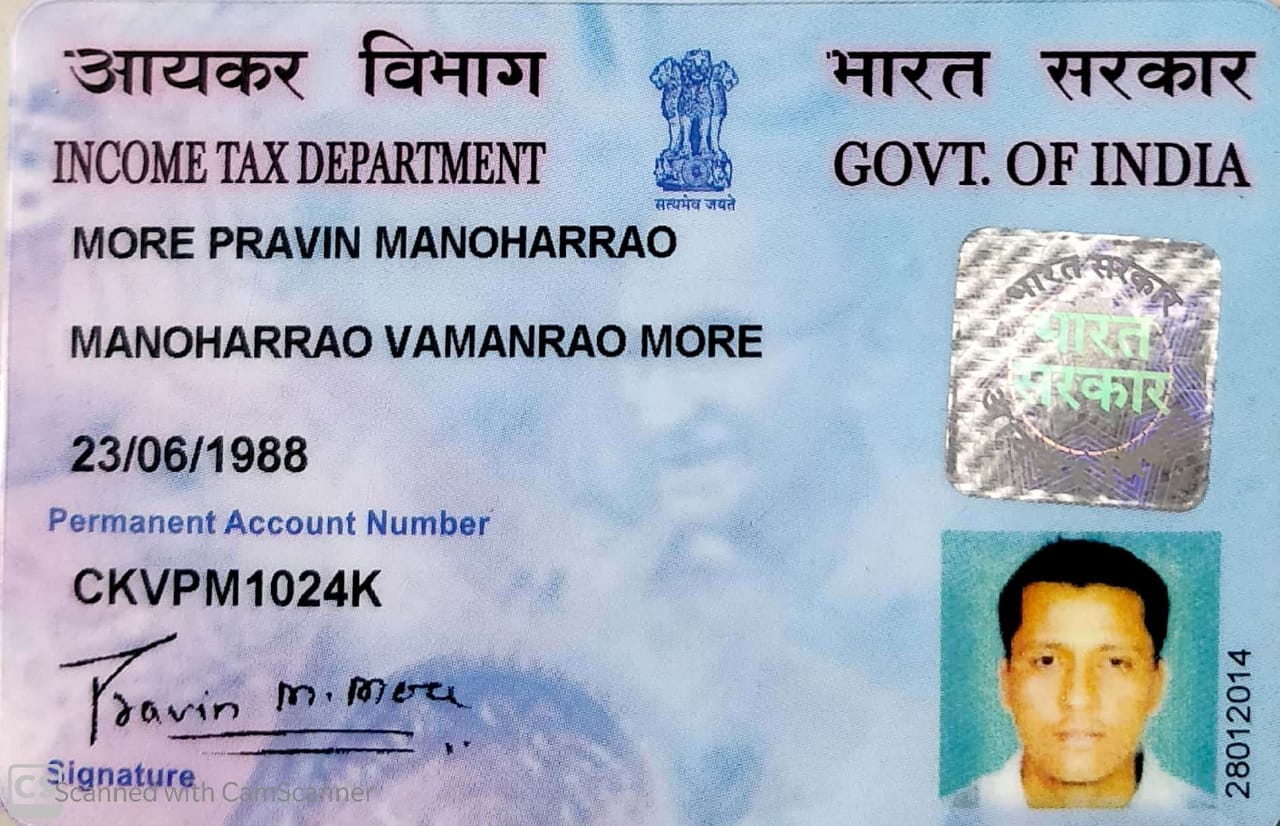 आयकर विभाग
भारत सरकार
INCOME TAX DEPARTMENT
GOVT. OF INDIA
सत्यमेव जयते
MORE PRAVIN MANOHARRAO
MANOHARRAO VAMANRAO MORE
23/06/1988
Permanent Account Number
CKVPM1024K
Pravin M. More
Signature
भारत सरकार
भारत
सरकार
28012014
CS Scanned with CamScanner